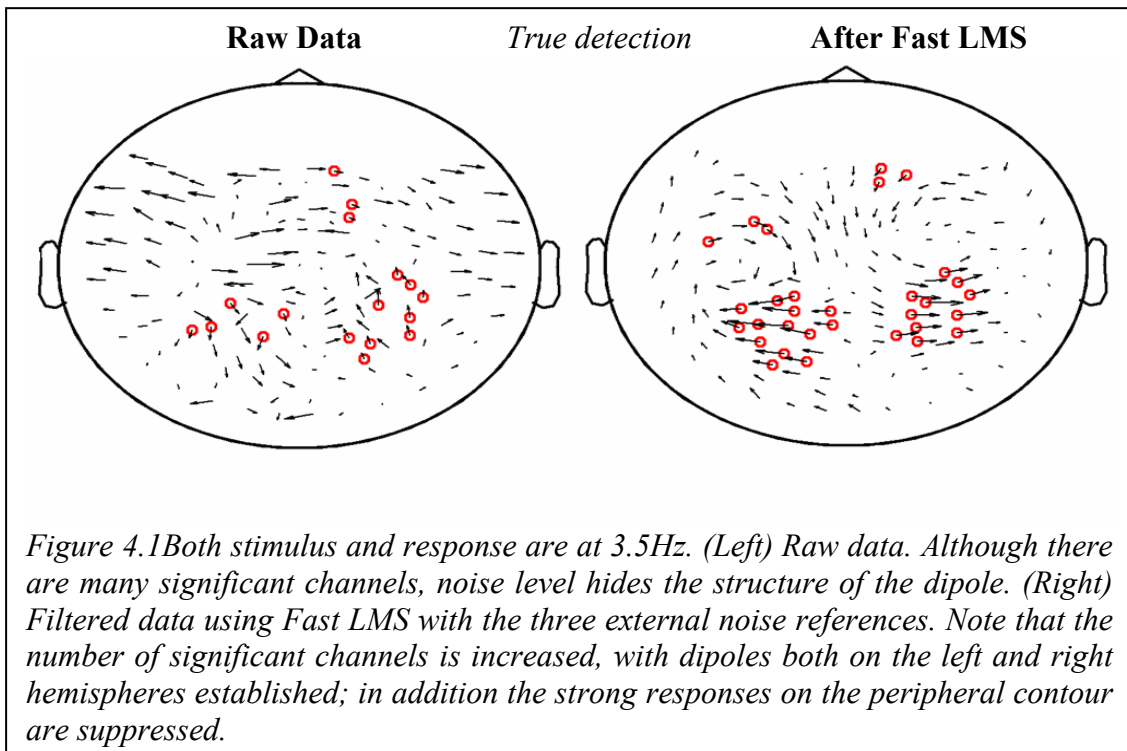 Raw Data True detection After Fast LMS
Figure 4.1Both stimulus and response are at 3.5Hz. (Left) Raw data. Although there
are many significant channels, noise level hides the structure of the dipole. (Right)
Filtered data using Fast LMS with the three external noise references. Note that the
number of significant channels is increased, with dipoles both on the left and right
hemispheres established; in addition the strong responses on the peripheral contour
are suppressed.